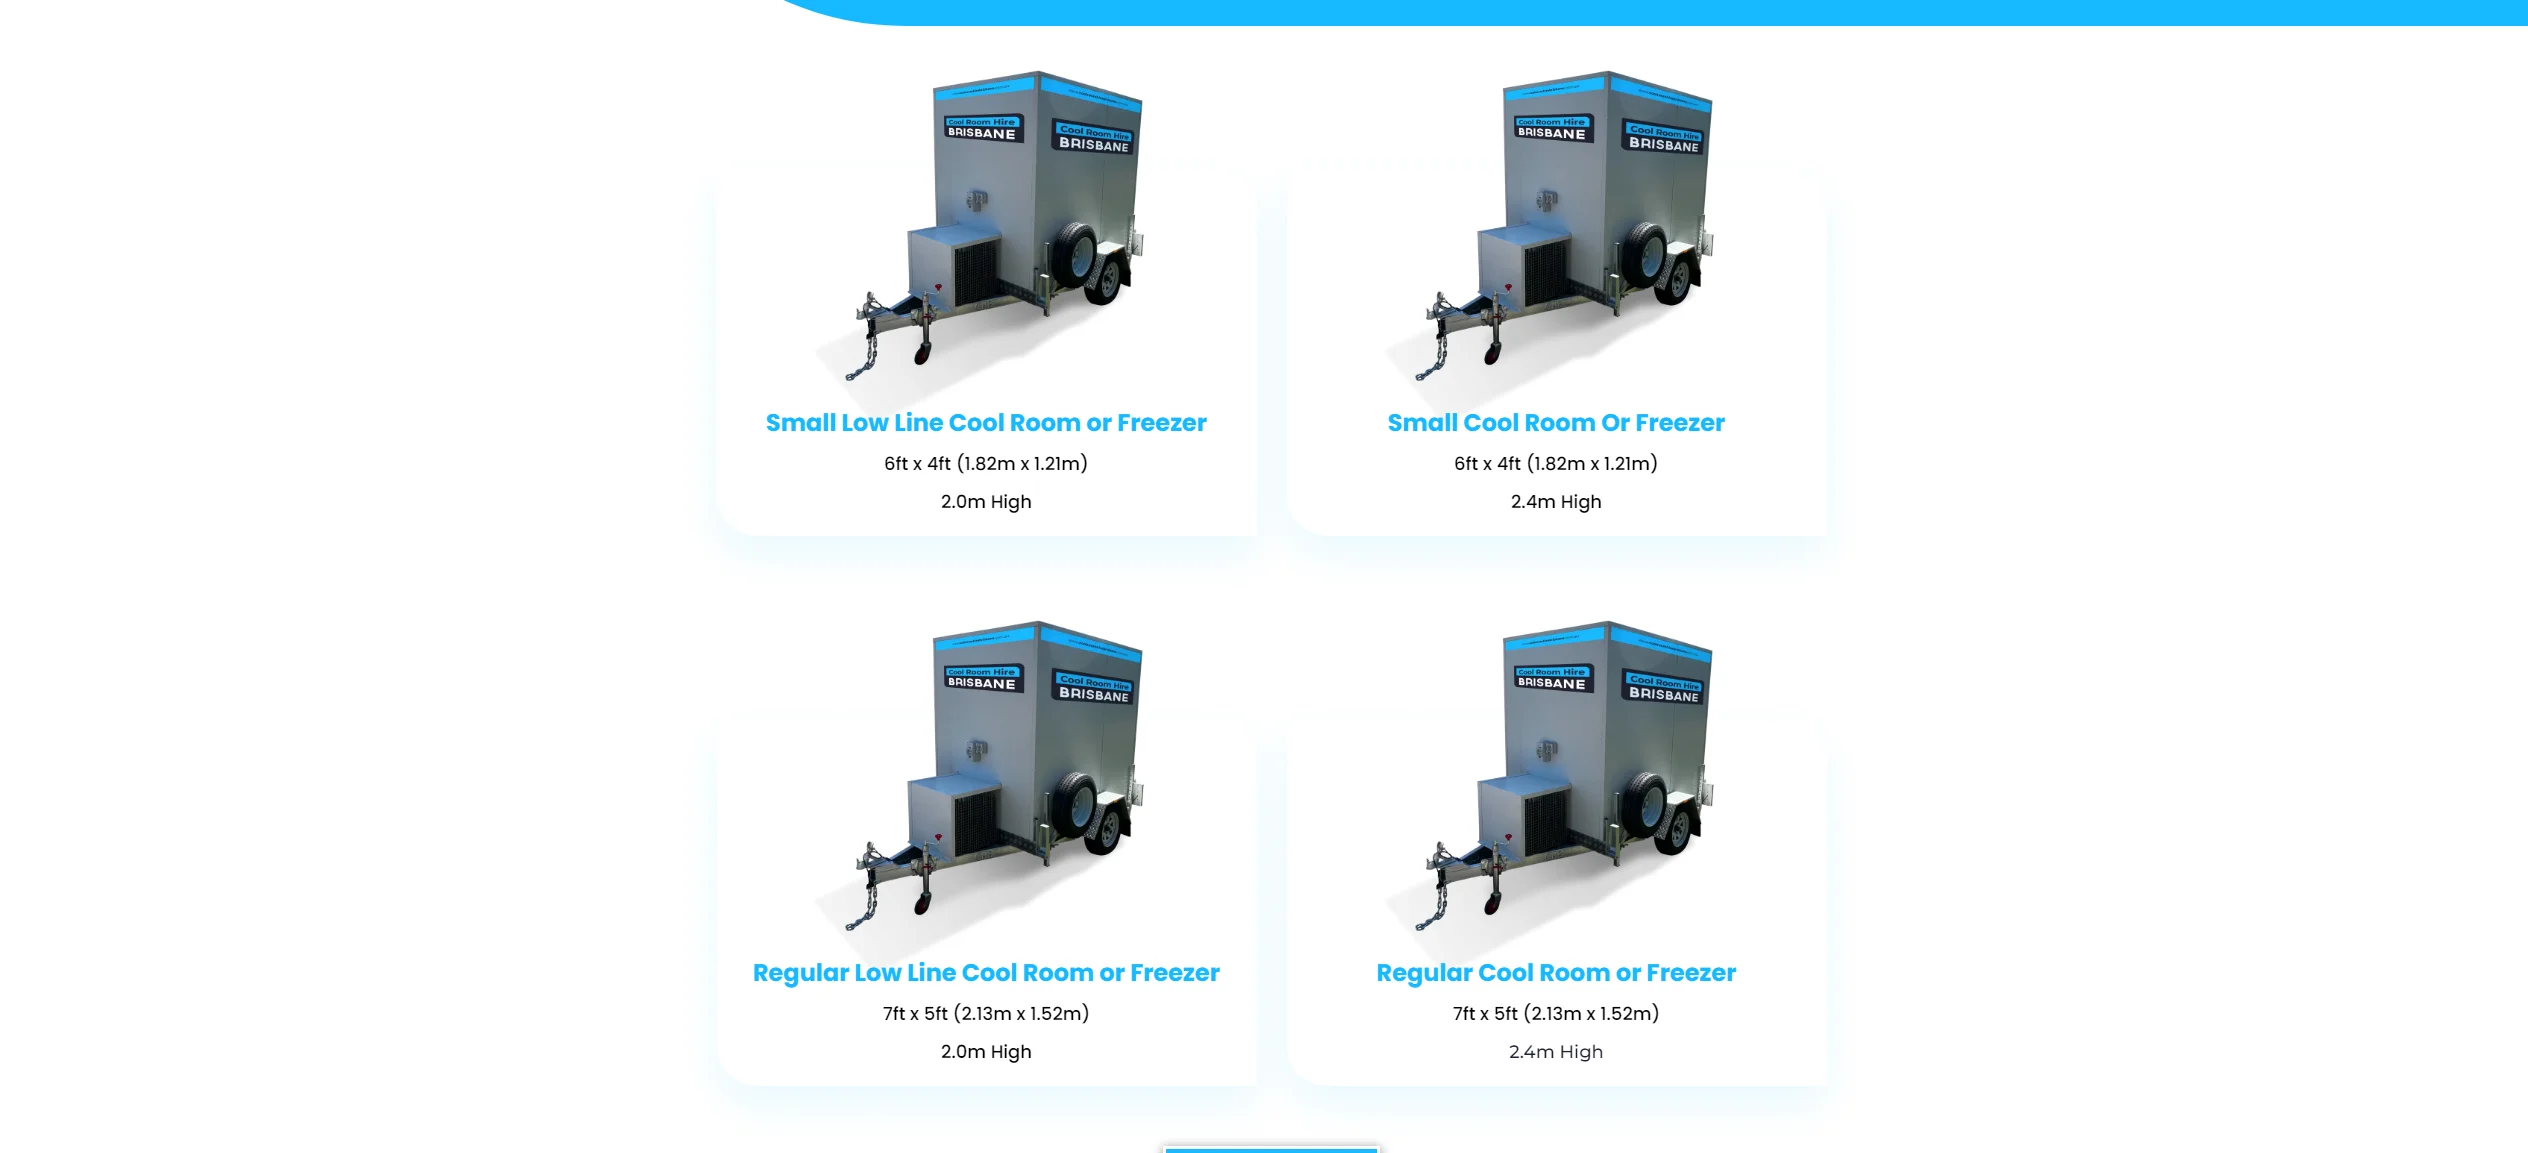 Cool Room Hire
BRISBANE
Cool Room Hire
BRISBANE
Cool Room Hire
BRISBANE
Cool Room Hire
BRISBANE
Small Low Line Cool Room or Freezer
6ft x 4ft (1.82m x 1.21m)
2.0m High
Small Cool Room Or Freezer
6ft x 4ft (1.82m x 1.21m)
2.4m High
Cool Room Hire
BRISBANE
Cool Room Hire
BRISBANE
Cool Room Hire
BRISBANE
Cool Room Hire
BRISBANE
Regular Low Line Cool Room or Freezer
7ft x 5ft (2.13m x 1.52m)
2.0m High
Regular Cool Room or Freezer
7ft x 5ft (2.13m x 1.52m)
2.4m High